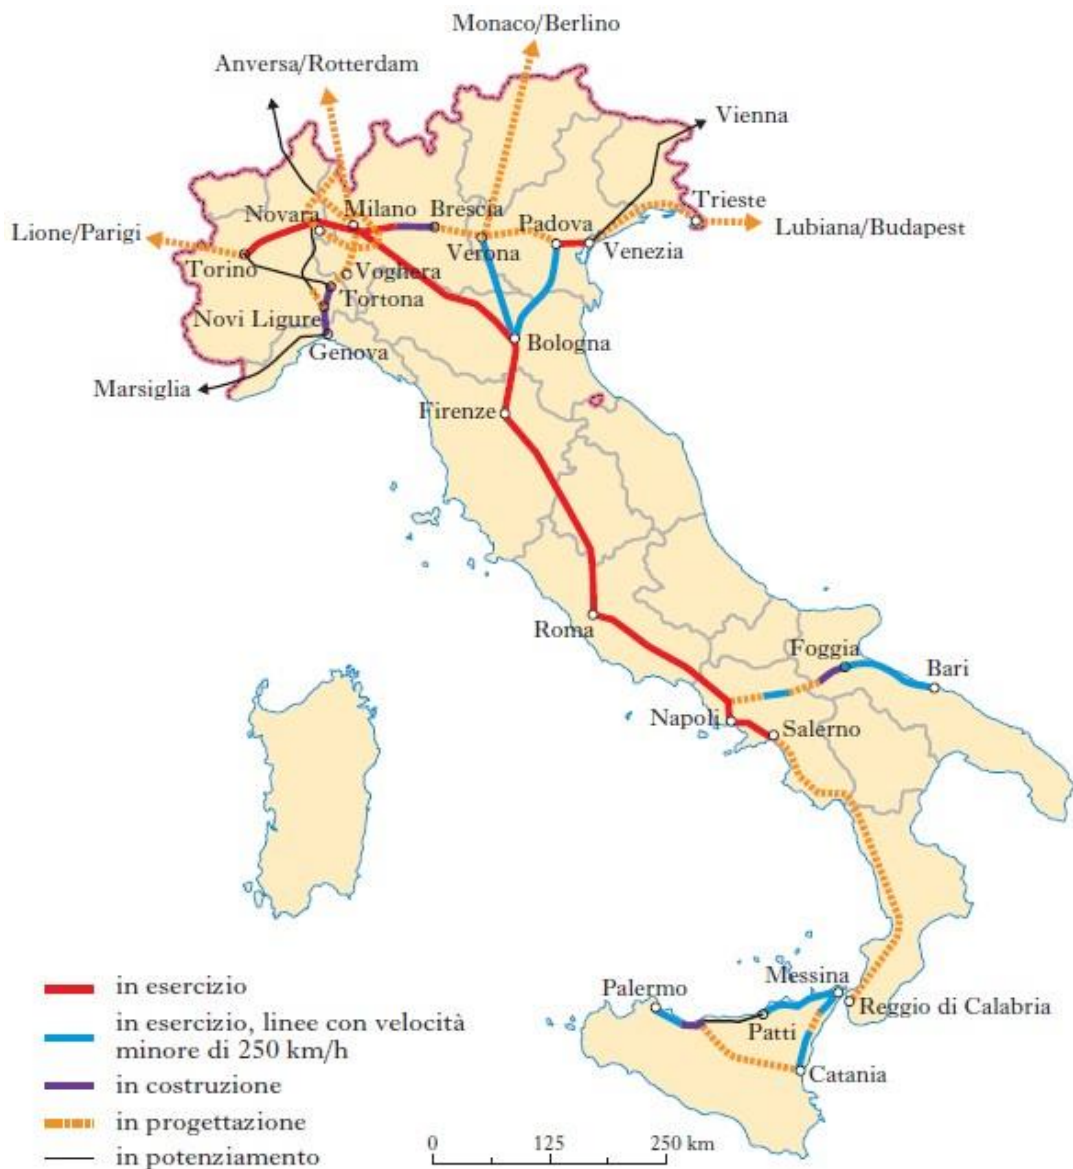 Monaco/Berlino
Anversa/Rotterdam
Vienna
Trieste
Novara
Milano
Brescia
Padova
Lione/Parigi
Lubiana/Budapest
Verona
Venezia
Torino
Voghera
Tortona
Novi Ligure
Bologna
Genova
Marsiglia
Firenze
Roma
Foggia
Bari
Napoli
Salerno
Messina
Palermo
Reggio di Calabria
Patti
Catania
in esercizio
in esercizio, linee con velocità
minore di 250 km/h
in costruzione
in progettazione
in potenziamento
0 125 250 km